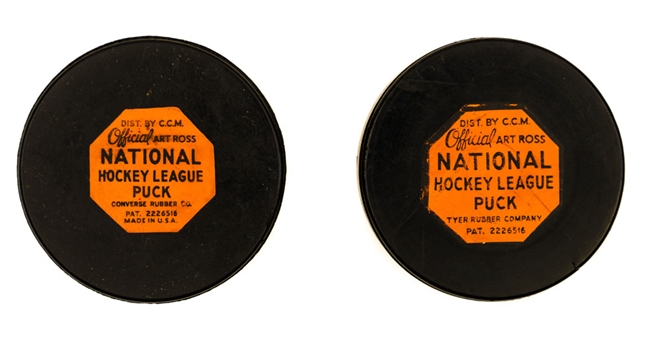 DIST. BY C.C.M.
Official ART ROSS
NATIONAL
HOCKEY LEAGUE
PUCK
CONVERSE RUBBER CO.
PAT. 2226516
MADE IN U.S.A.
DIST. BY C.C.M.
Official ART ROSS
NATIONAL
HOCKEY LEAGUE
PUCK
TYER RUBBER COMPANY
PAT. 2226516